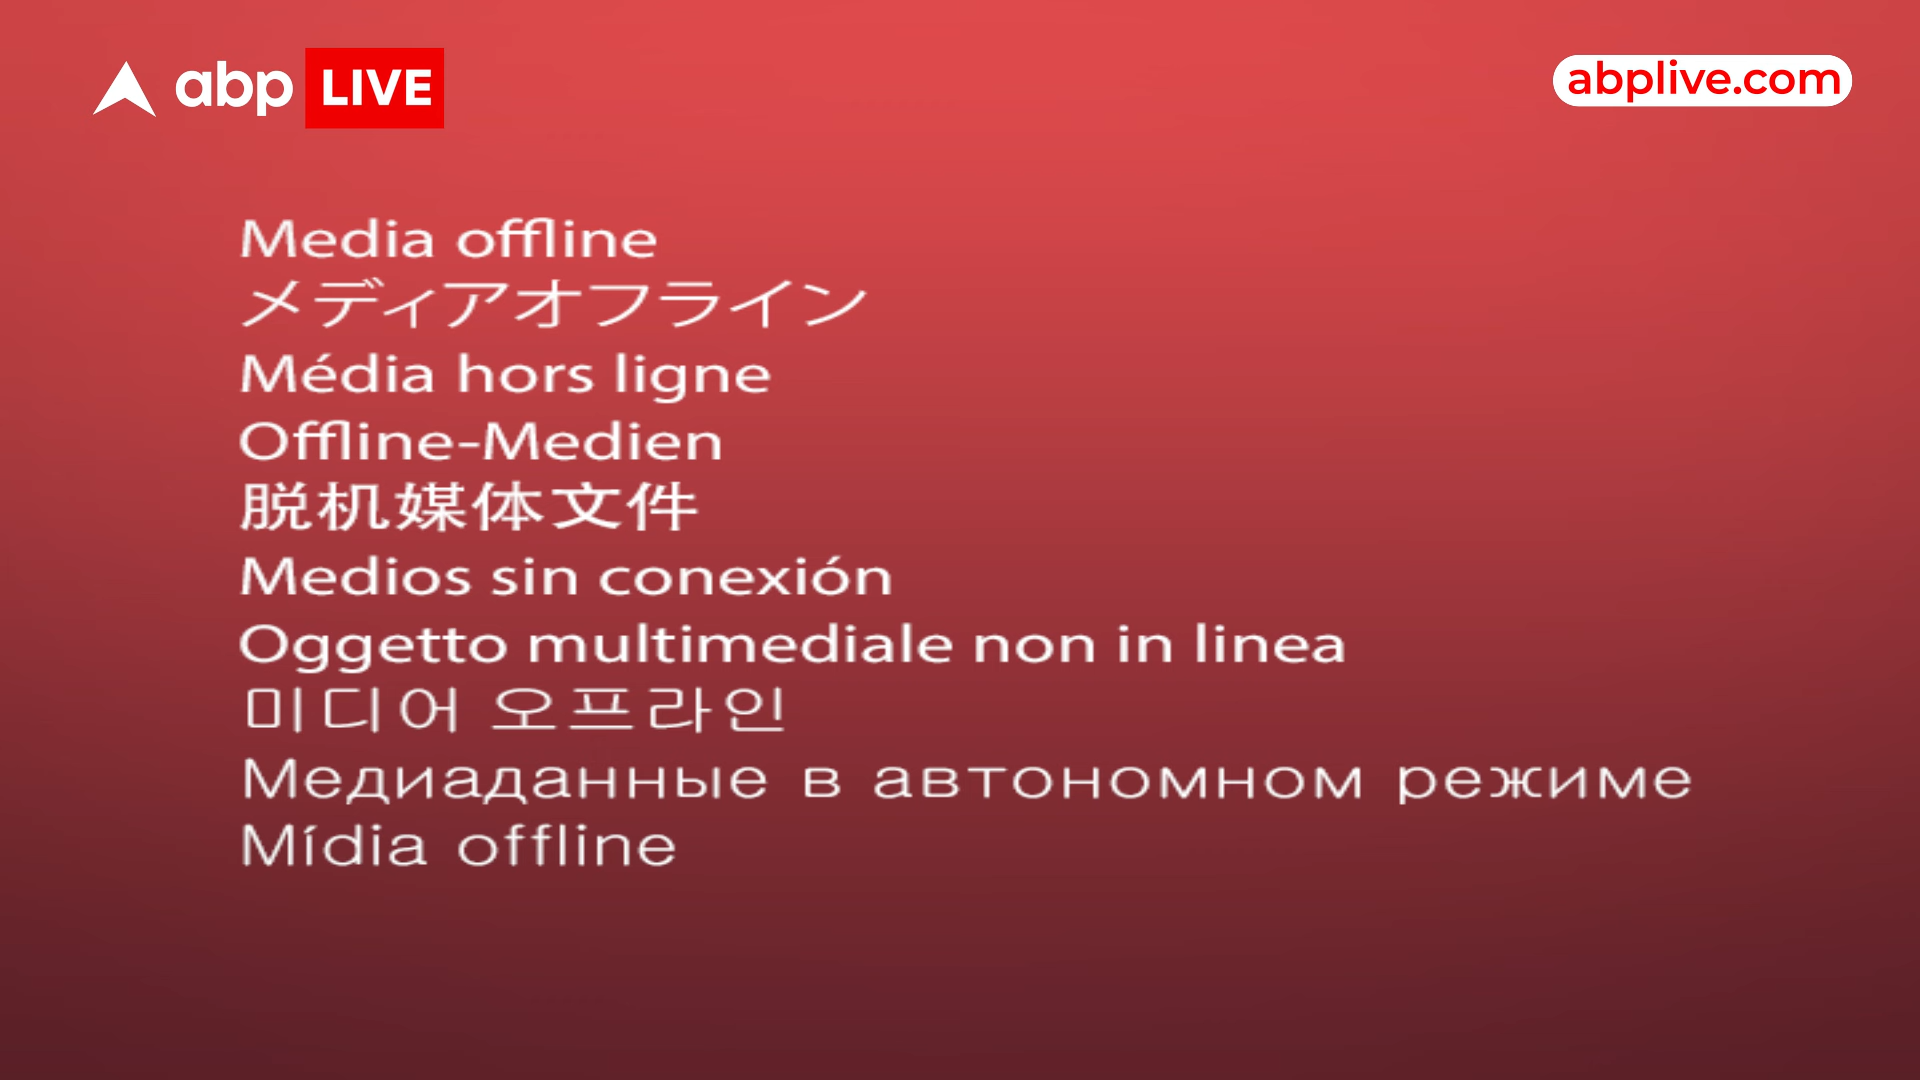 abp LIVE
abplive.com
Media offline
メディアオフライン
Média hors ligne
Offline-Medien
脱机媒体文件
Medios sin conexión
Oggetto multimediale non in linea
미디어 오프라인
Медиаданные в автономном режиме
Mídia offline